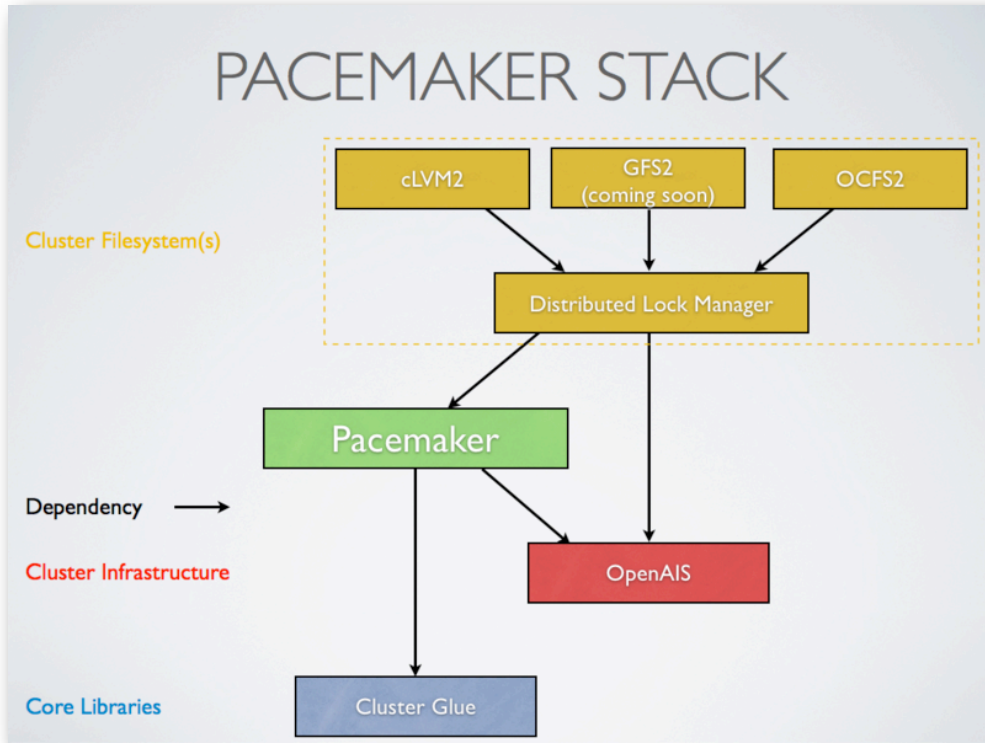 PACEMAKER STACK
cLVM2
GFS2
(coming soon)
OCFS2
Cluster Filesystem(s)
Distributed Lock Manager
Pacemaker
Dependency
Cluster Infrastructure
OpenAIS
Core Libraries
Cluster Glue